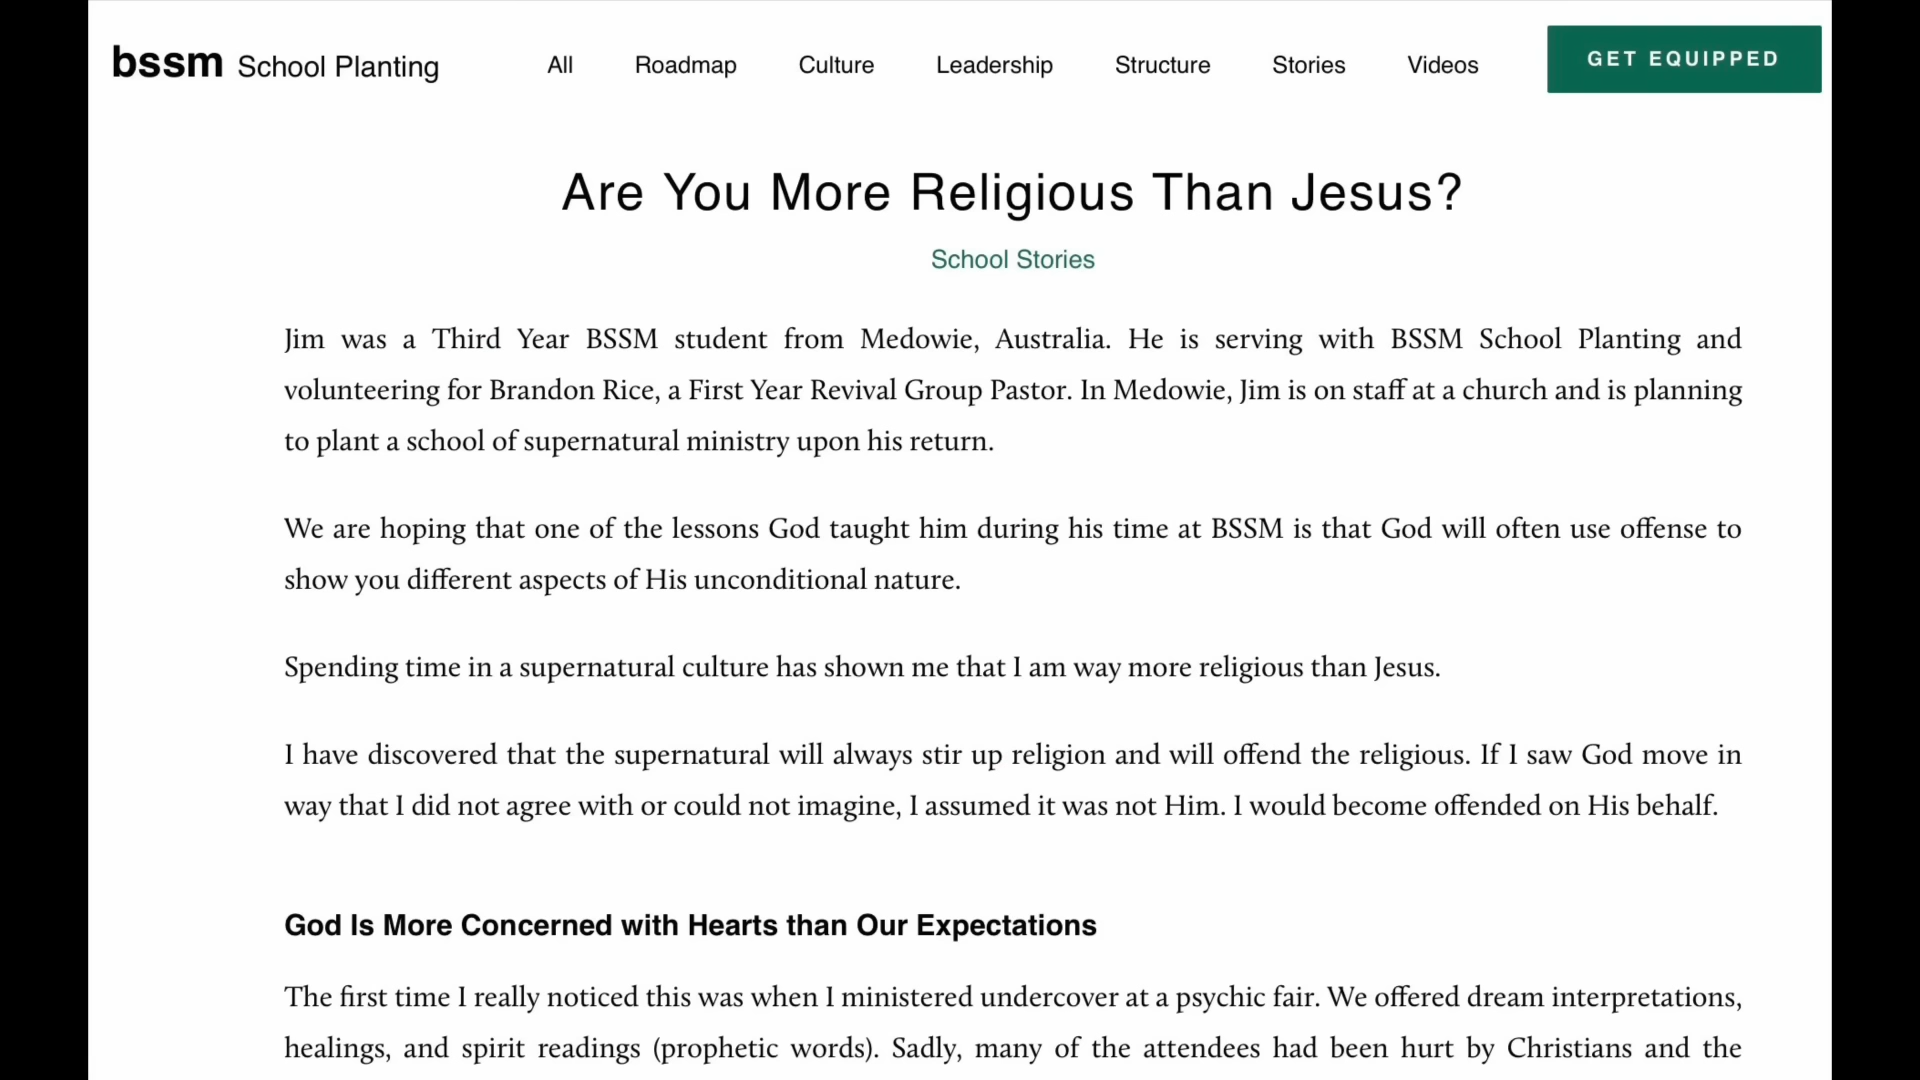 bssm School Planting
All
Roadmap
Culture
Leadership
Structure
Stories
Videos
GET EQUIPPED
Are You More Religious Than Jesus?
School Stories
Jim was a Third Year BSSM student from Medowie, Australia. He is serving with BSSM School Planting and
volunteering for Brandon Rice, a First Year Revival Group Pastor. In Medowie, Jim is on staff at a church and is planning
to plant a school of supernatural ministry upon his return.
We are hoping that one of the lessons God taught him during his time at BSSM is that God will often use offense to
show you different aspects of His unconditional nature.
Spending time in a supernatural culture has shown me that I am way more religious than Jesus.
I have discovered that the supernatural will always stir up religion and will offend the religious. If I saw God move in
way that I did not agree with or could not imagine, I assumed it was not Him. I would become offended on His behalf.
God Is More Concerned with Hearts than Our Expectations
The first time I really noticed this was when I ministered undercover at a psychic fair. We offered dream interpretations,
healings, and spirit readings (prophetic words). Sadly, many of the attendees had been hurt by Christians and the